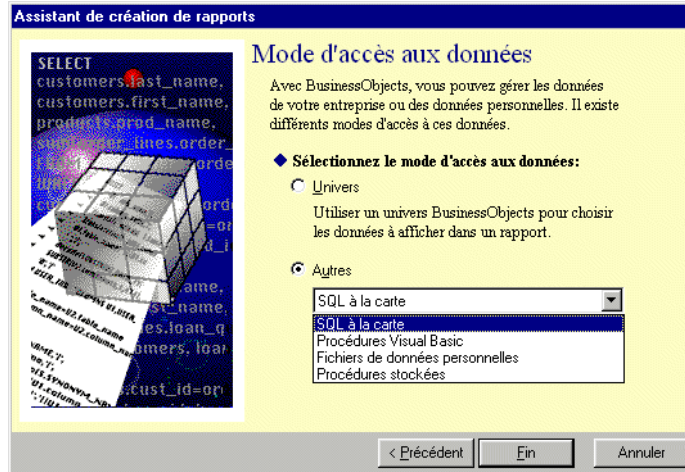 Assistant de création de rapports
SELECT
customers.last_name,
customers.first_name,
products.prod_name,
Mode d'accès aux données
Avec BusinessObjects, vous pouvez gérer les données
de votre entreprise ou des données personnelles. Il existe
différents modes d'accès à ces données.
Sélectionnez le mode d'accès aux données:
Univers
Utiliser un univers BusinessObjects pour choisir
les données à afficher dans un rapport.
Autres
SQL à la carte
SQL à la carte
Procédures Visual Basic
Fichiers de données personnelles
Procédures stockées
< Précédent
Fin
Annuler